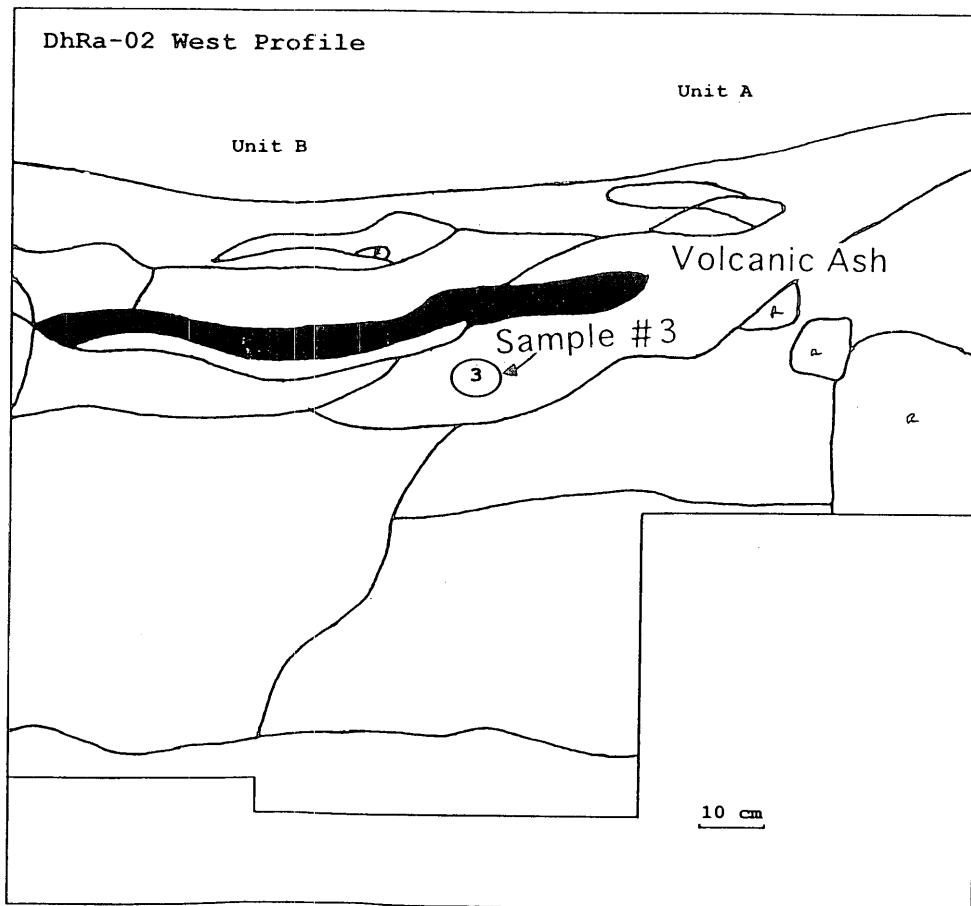 DhRa-02 West Profile
Unit A
Unit B
Volcanic Ash
Sample #3
3
10 cm